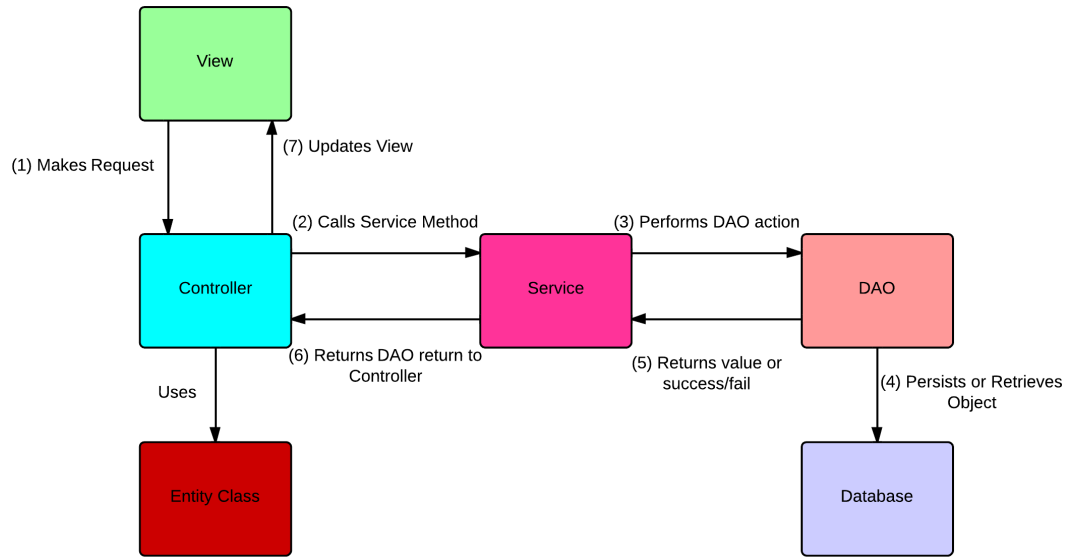 View
(1) Makes Request
(7) Updates View
(2) Calls Service Method
(3) Performs DAO action
Controller
Service
DAO
(6) Returns DAO return to
Controller
(5) Returns value or
success/fail
Uses
(4) Persists or Retrieves
Object
Entity Class
Database